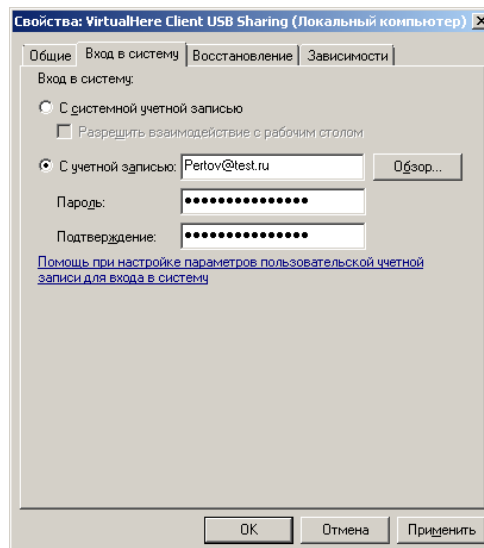 Свойства: VirtualHere Client USB Sharing (Локальный компьютер)
Общие Вход в систему Восстановление Зависимости
Вход в систему:
С системной учетной записью
Разрешить взаимодействие с рабочим столом
С учетной записью: Pertov@test.ru Обзор...
Пароль: ●●●●●●●●●●●●●●●
Подтверждение: ●●●●●●●●●●●●●●●
Помощь при настройке параметров пользовательской учетной
записи для входа в систему
OK Отмена Применить